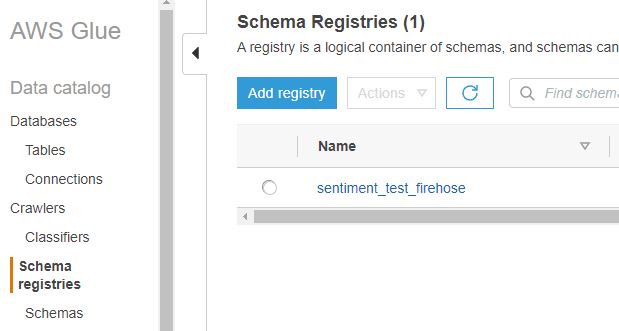 AWS Glue
Data catalog
Databases
Tables
Connections
Crawlers
Classifiers
Schema
registries
Schemas
Schema Registries (1)
A registry is a logical container of schemas, and schemas can
Add registry
Actions
Find schema
Name
sentiment_test_firehose